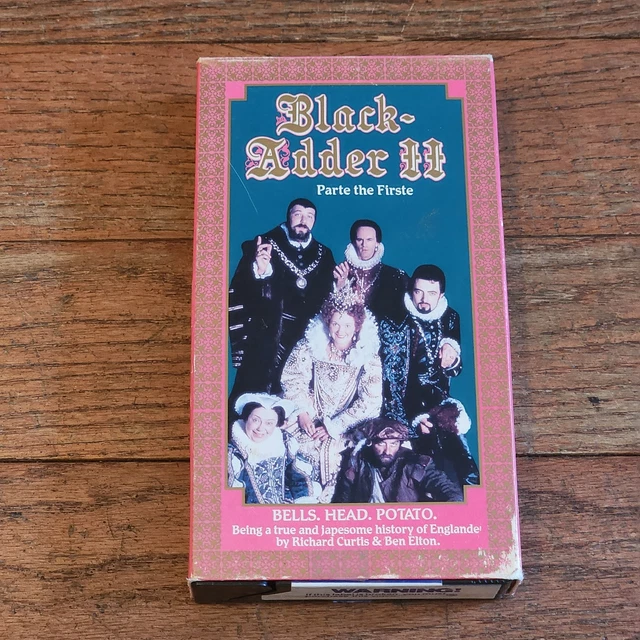 Black-
Adder II
Parte the Firste
BELLS. HEAD. POTATO.
Being a true and japesome history of Englande
by Richard Curtis & Ben Elton.
WARNING!